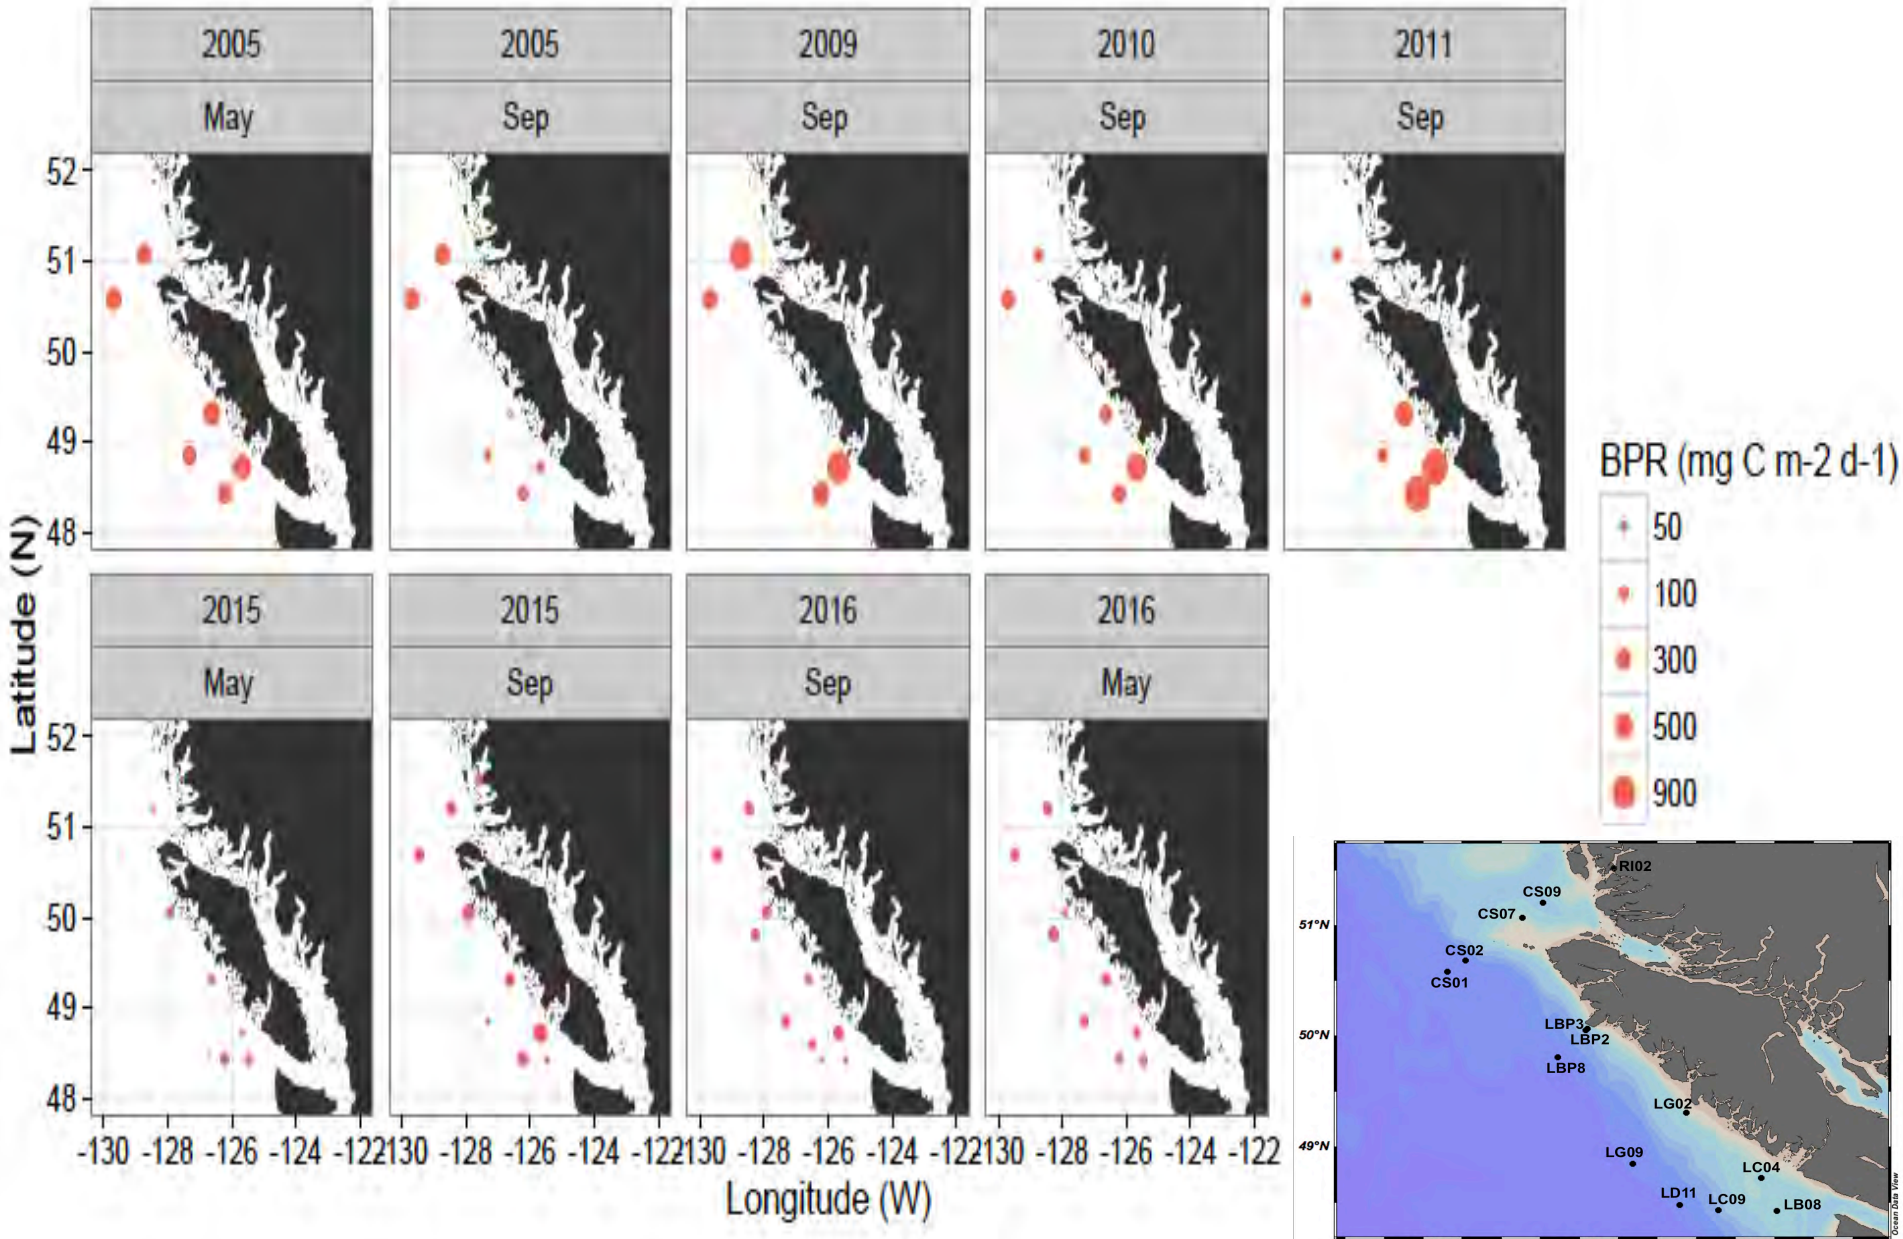 2005 2005 2009 2010 2011
May Sep Sep Sep Sep
52
51
50
49
48
2015 2015 2016 2016
May Sep Sep May
52
51
50
49
48
-130 -128 -126 -124 -122 -130 -128 -126 -124 -122 -130 -128 -126 -124 -122 -130 -128 -126 -124 -122
Longitude (W)
Latitude (N)
BPR (mg C m-2 d-1)
50
100
300
500
900
RI02
CS09
CS07
51°N
CS02
CS01
LBP3
50°N
LBP2
LBP8
LG02
49°N
LG09
LC04
LD11
LC09
LB08
Ocean Data View